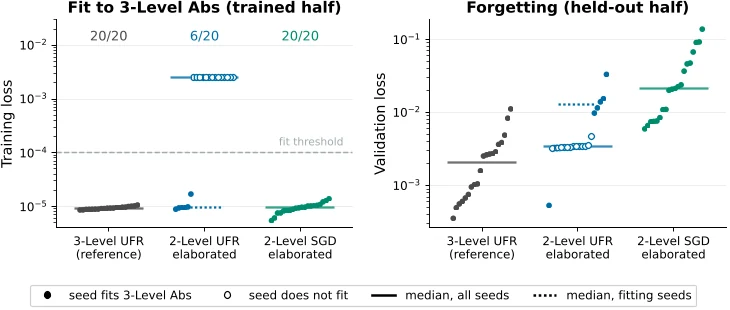 Fit to 3-Level Abs (trained half)
20/20
6/20
20/20
fit threshold
Training loss
10⁻²
10⁻³
10⁻⁴
10⁻⁵
3-Level UFR
(reference)
2-Level UFR
elaborated
2-Level SGD
elaborated
Forgetting (held-out half)
Validation loss
10⁻¹
10⁻²
10⁻³
3-Level UFR
(reference)
2-Level UFR
elaborated
2-Level SGD
elaborated
seed fits 3-Level Abs
seed does not fit
median, all seeds
median, fitting seeds